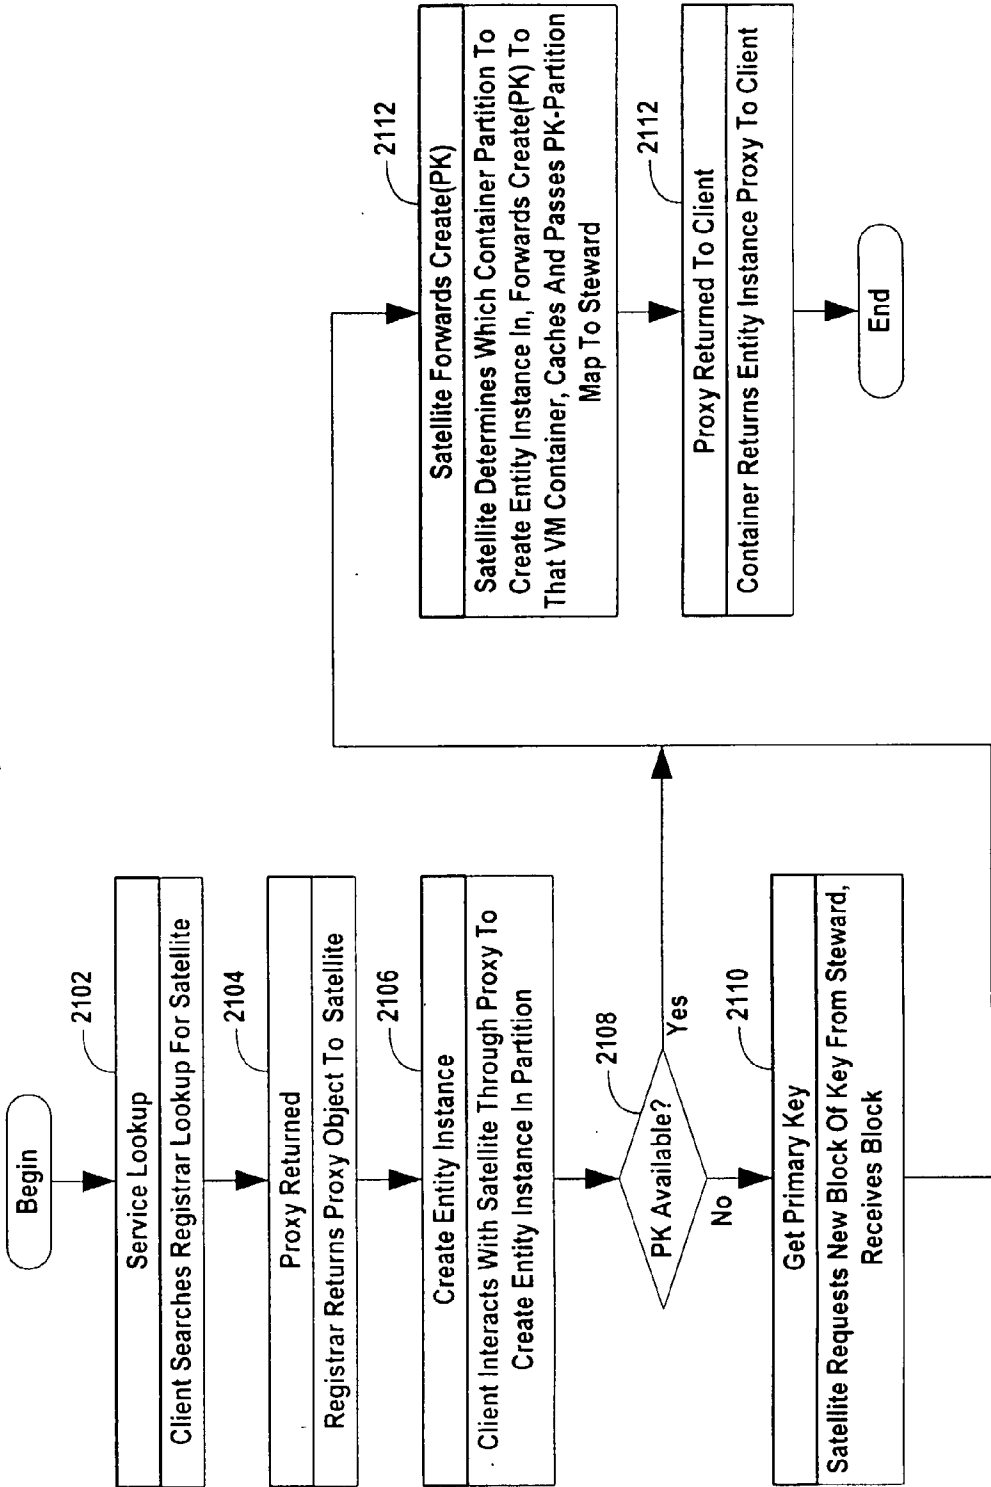 Begin
2102
Service Lookup
Client Searches Registrar Lookup For Satellite
2104
Proxy Returned
Registrar Returns Proxy Object To Satellite
2106
Create Entity Instance
Client Interacts With Satellite Through Proxy To
Create Entity Instance In Partition
2108
PK Available?
Yes
No
2110
Get Primary Key
Satellite Requests New Block Of Key From Steward,
Receives Block
2112
Satellite Forwards Create(PK)
Satellite Determines Which Container Partition To
Create Entity Instance In, Forwards Create(PK) To
That VM Container, Caches And Passes PK-Partition
Map To Steward
2112
Proxy Returned To Client
Container Returns Entity Instance Proxy To Client
End